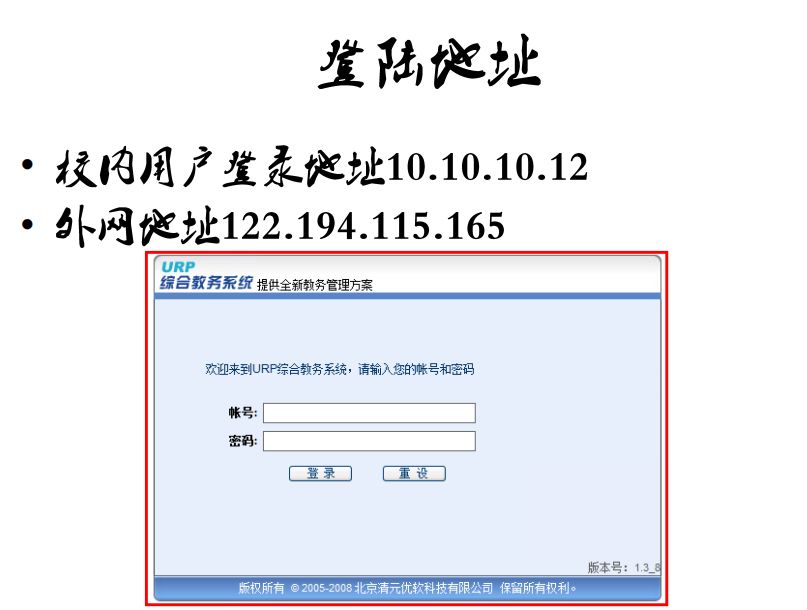 登陆地址
• 校内用户登录地址10.10.10.12
• 外网地址122.194.115.165
URP
综合教务系统 提供全新教务管理方案
欢迎来到URP综合教务系统，请输入您的帐号和密码
帐号:
密码:
登 录 重 设
版本号： 1.3_8
版权所有 © 2005-2008 北京清元优软科技有限公司 保留所有权利。